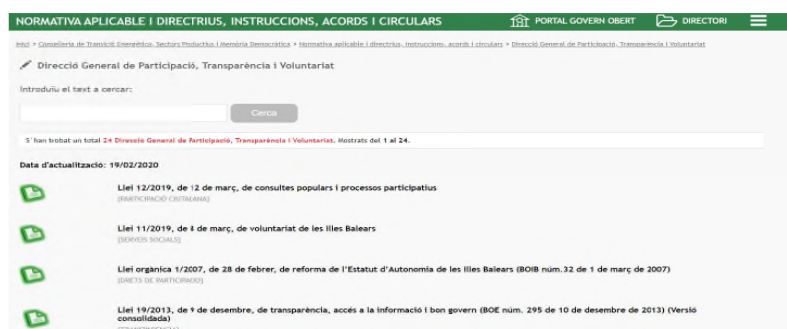 NORMATIVA APLICABLE I DIRECTRIUS, INSTRUCCIONS, ACORDS I CIRCULARS
PORTAL GOVERN OBERT
DIRECTORI
Inici > Conselleria de Transició Energètica, Sectors Productius i Memòria Democràtica > Normativa aplicable i directrius, instruccions, acords i circulars > Direcció General de Participació, Transparència i Voluntariat
Direcció General de Participació, Transparència i Voluntariat
Introduïu el text a cercar:
Cerca
S'han trobat un total 24 Direcció General de Participació, Transparència i Voluntariat. Mostrats del 1 al 24.
Data d'actualització: 19/02/2020
Llei 12/2019, de 12 de març, de consultes populars i processos participatius
[PARTICIPACIÓ CIUTADANA]
Llei 11/2019, de 8 de març, de voluntariat de les Illes Balears
[SERVEIS SOCIALS]
Llei orgànica 1/2007, de 28 de febrer, de reforma de l'Estatut d'Autonomia de les Illes Balears (BOIB núm. 32 de 1 de març de 2007)
[DRETS DE PARTICIPACIÓ]
Llei 19/2013, de 9 de desembre, de transparència, accés a la informació i bon govern (BOE núm. 295 de 10 de desembre de 2013) (Versió
consolidada)